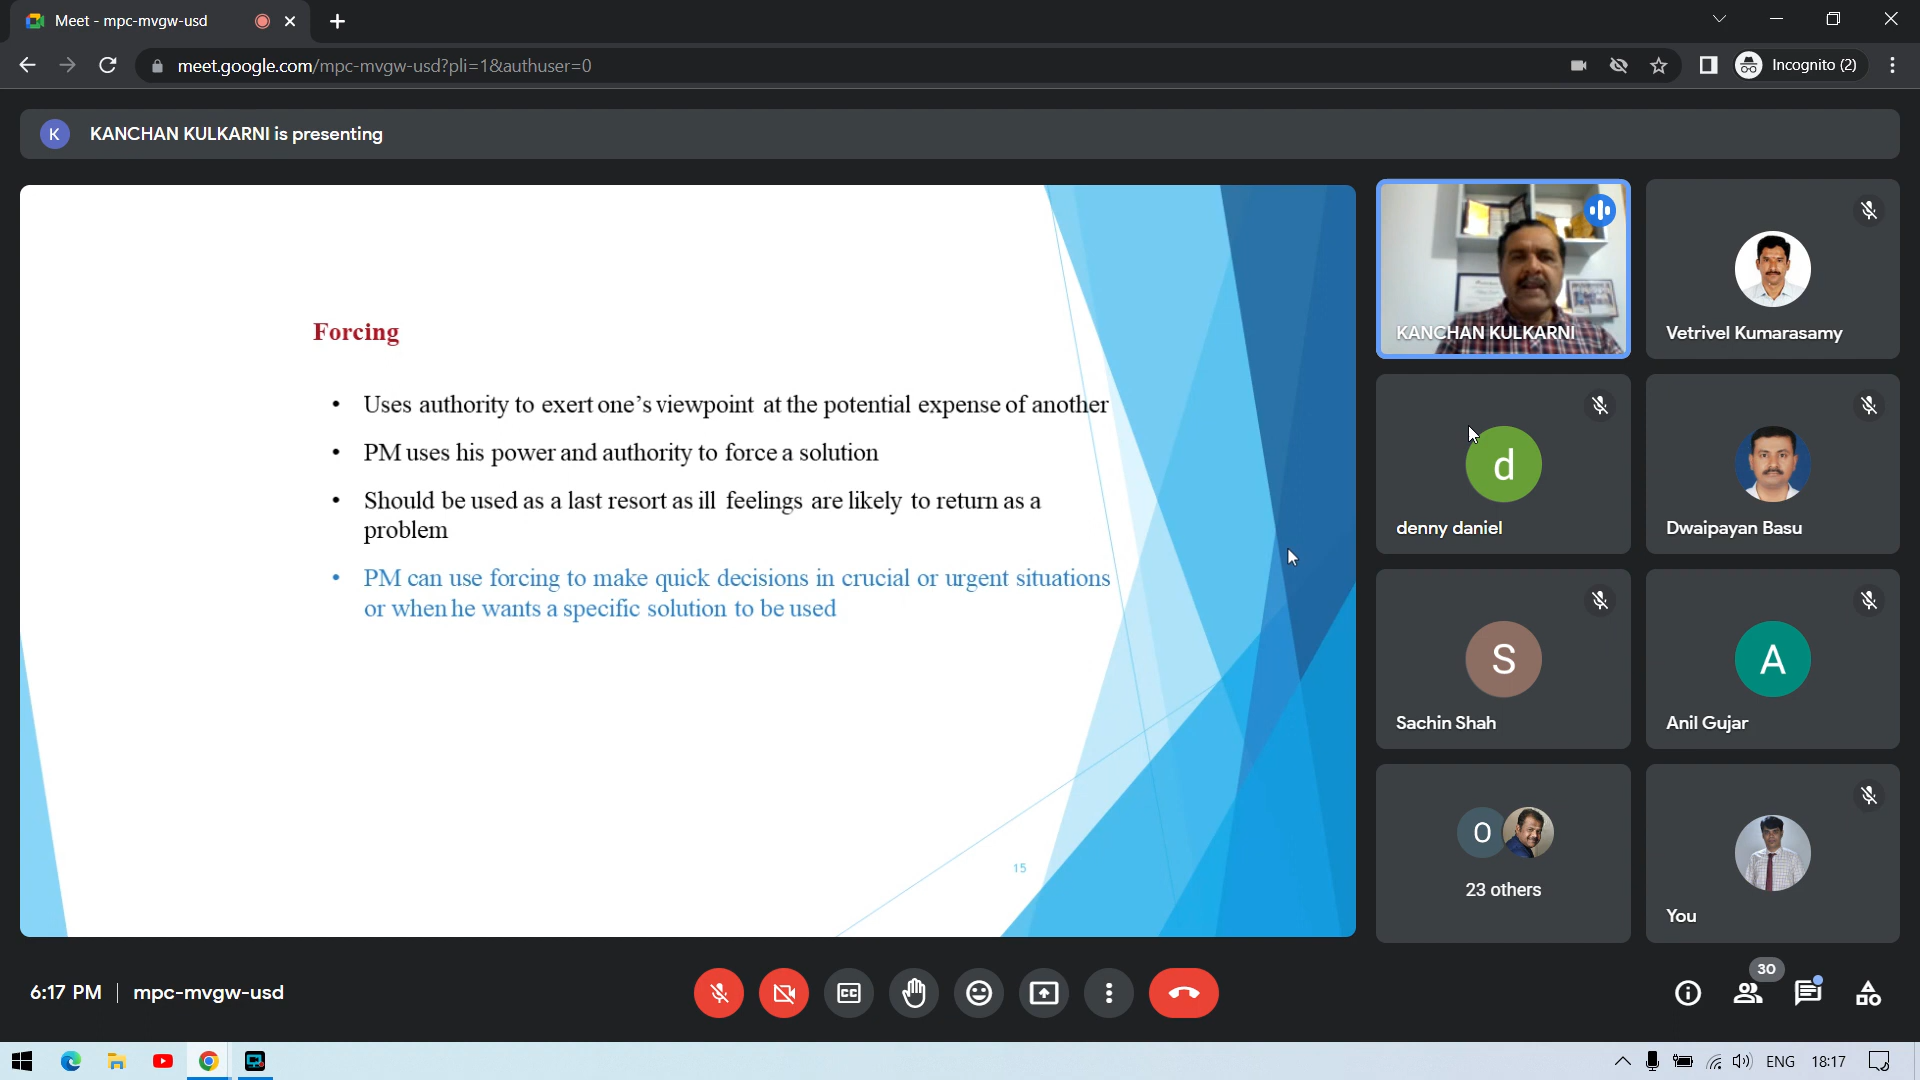 Meet - mpc-mvgw-usd
meet.google.com/mpc-mvgw-usd?pli=1&authuser=0
Incognito (2)
K
KANCHAN KULKARNI is presenting
Forcing
• Uses authority to exert one's viewpoint at the potential expense of another
• PM uses his power and authority to force a solution
• Should be used as a last resort as ill feelings are likely to return as a
problem
• PM can use forcing to make quick decisions in crucial or urgent situations
or when he wants a specific solution to be used
15
KANCHAN KULKARNI
Vetrivel Kumarasamy
d
denny daniel
Dwaipayan Basu
S
Sachin Shah
A
Anil Gujar
O
23 others
You
6:17 PM | mpc-mvgw-usd
CC
30
ENG
18:17